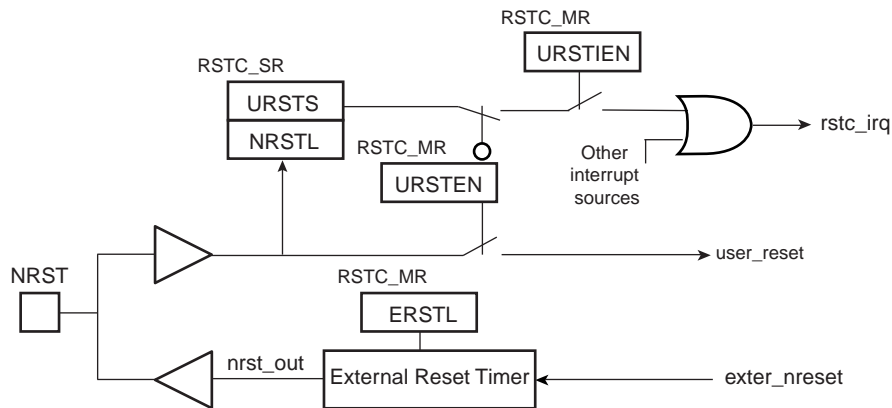 RSTC_MR
URSTIEN
RSTC_SR
URSTS
NRSTL
RSTC_MR
URSTEN
rstc_irq
Other
interrupt
sources
user_reset
NRST
RSTC_MR
ERSTL
nrst_out
External Reset Timer
exter_nreset